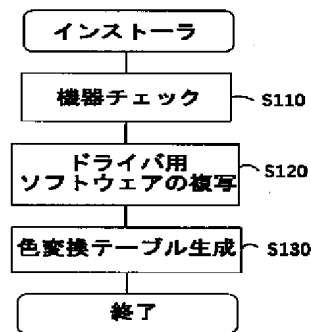 インストーラ
機器チェック
S110
ドライバ用
ソフトウェアの複写
S120
色変換テーブル生成
S130
終了